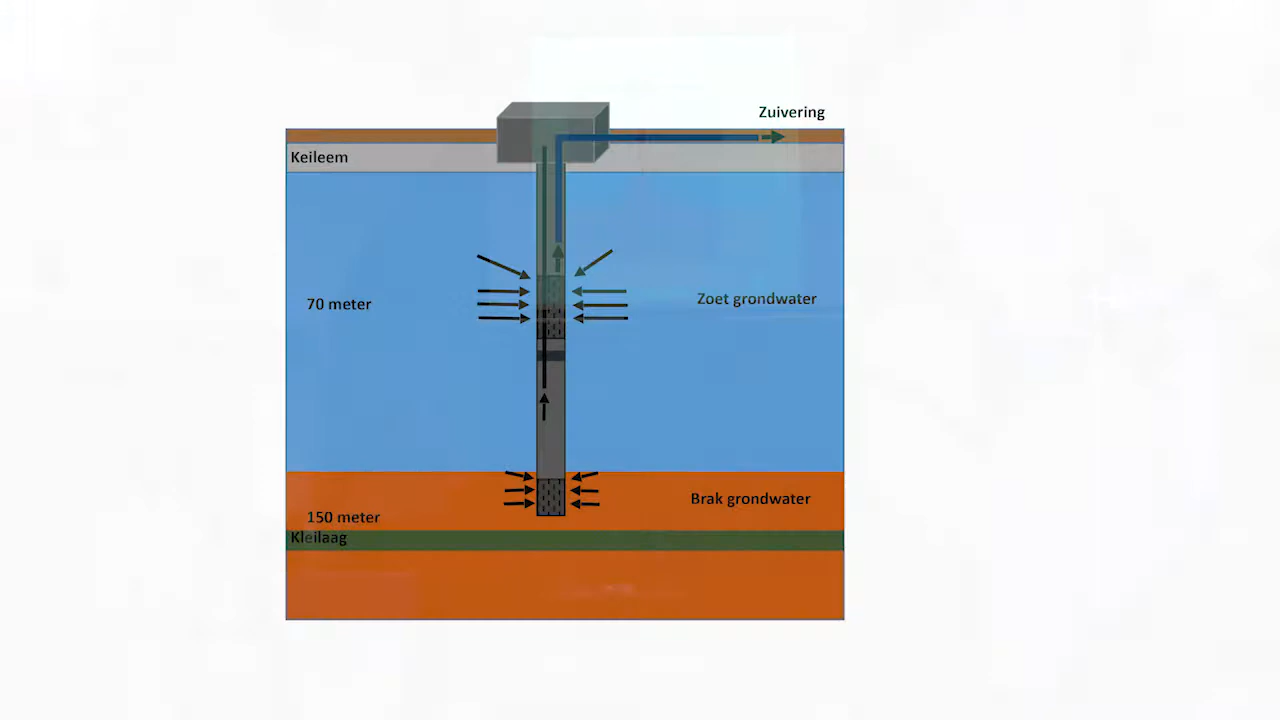 Zuivering
Keileem
70 meter
Zoet grondwater
Brak grondwater
150 meter
Kleilaag